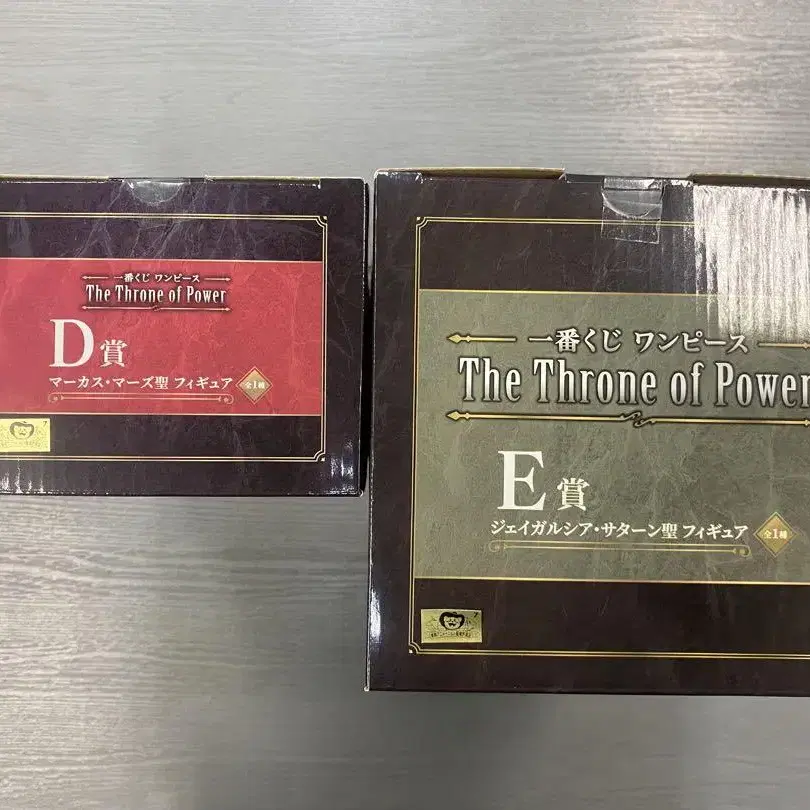 一番くじ ワンピース
The Throne of Power
D賞
マーカス・マーズ聖 フィギュア 全1種
7
一番くじ ワンピース
The Throne of Power
E賞
ジェイガルシア・サターン聖 フィギュア 全1種
7